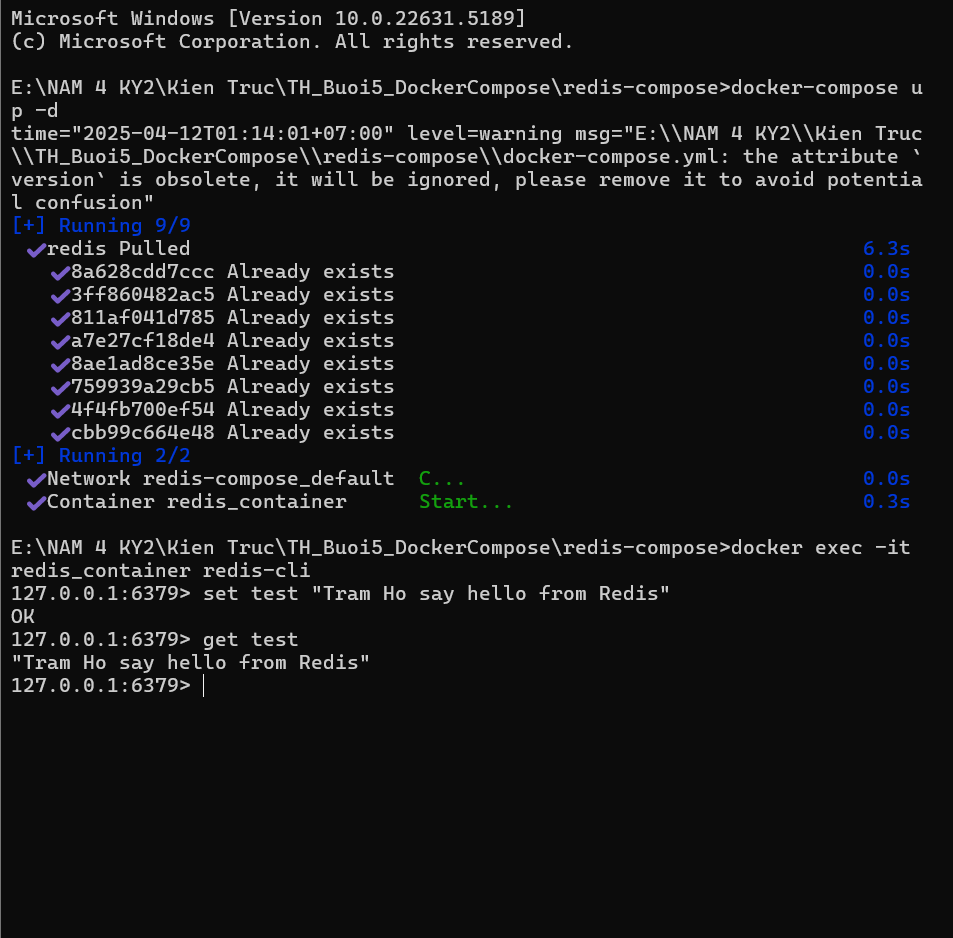 Microsoft Windows [Version 10.0.22631.5189]
(c) Microsoft Corporation. All rights reserved.
E:\NAM 4 KY2\Kien Truc\TH_Buoi5_DockerCompose\redis-compose>docker-compose u
p -d
time="2025-04-12T01:14:01+07:00" level=warning msg="E:\\NAM 4 KY2\\Kien Truc
\\TH_Buoi5_DockerCompose\\redis-compose\\docker-compose.yml: the attribute `
version` is obsolete, it will be ignored, please remove it to avoid potentia
l confusion"
[+] Running 9/9
✔redis Pulled 6.3s
✔8a628cdd7ccc Already exists 0.0s
✔3ff860482ac5 Already exists 0.0s
✔811af041d785 Already exists 0.0s
✔a7e27cf18de4 Already exists 0.0s
✔8ae1ad8ce35e Already exists 0.0s
✔759939a29cb5 Already exists 0.0s
✔4f4fb700ef54 Already exists 0.0s
✔cbb99c664e48 Already exists 0.0s
[+] Running 2/2
✔Network redis-compose_default C... 0.0s
✔Container redis_container Start... 0.3s
E:\NAM 4 KY2\Kien Truc\TH_Buoi5_DockerCompose\redis-compose>docker exec -it
redis_container redis-cli
127.0.0.1:6379> set test "Tram Ho say hello from Redis"
OK
127.0.0.1:6379> get test
"Tram Ho say hello from Redis"
127.0.0.1:6379>